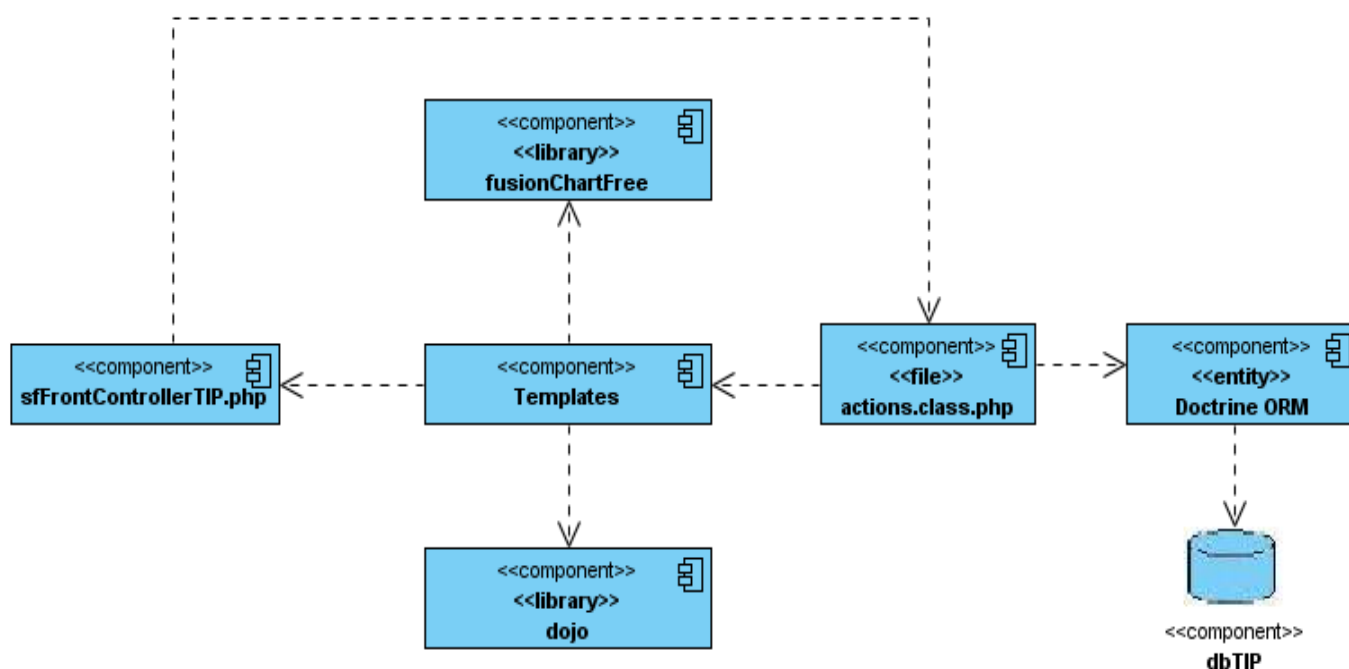 <<component>>
<<library>>
fusionChartFree
<<component>>
sfFrontControllerTIP.php
<<component>>
Templates
<<component>>
<<file>>
actions.class.php
<<component>>
<<entity>>
Doctrine ORM
<<component>>
<<library>>
dojo
<<component>>
dbTIP